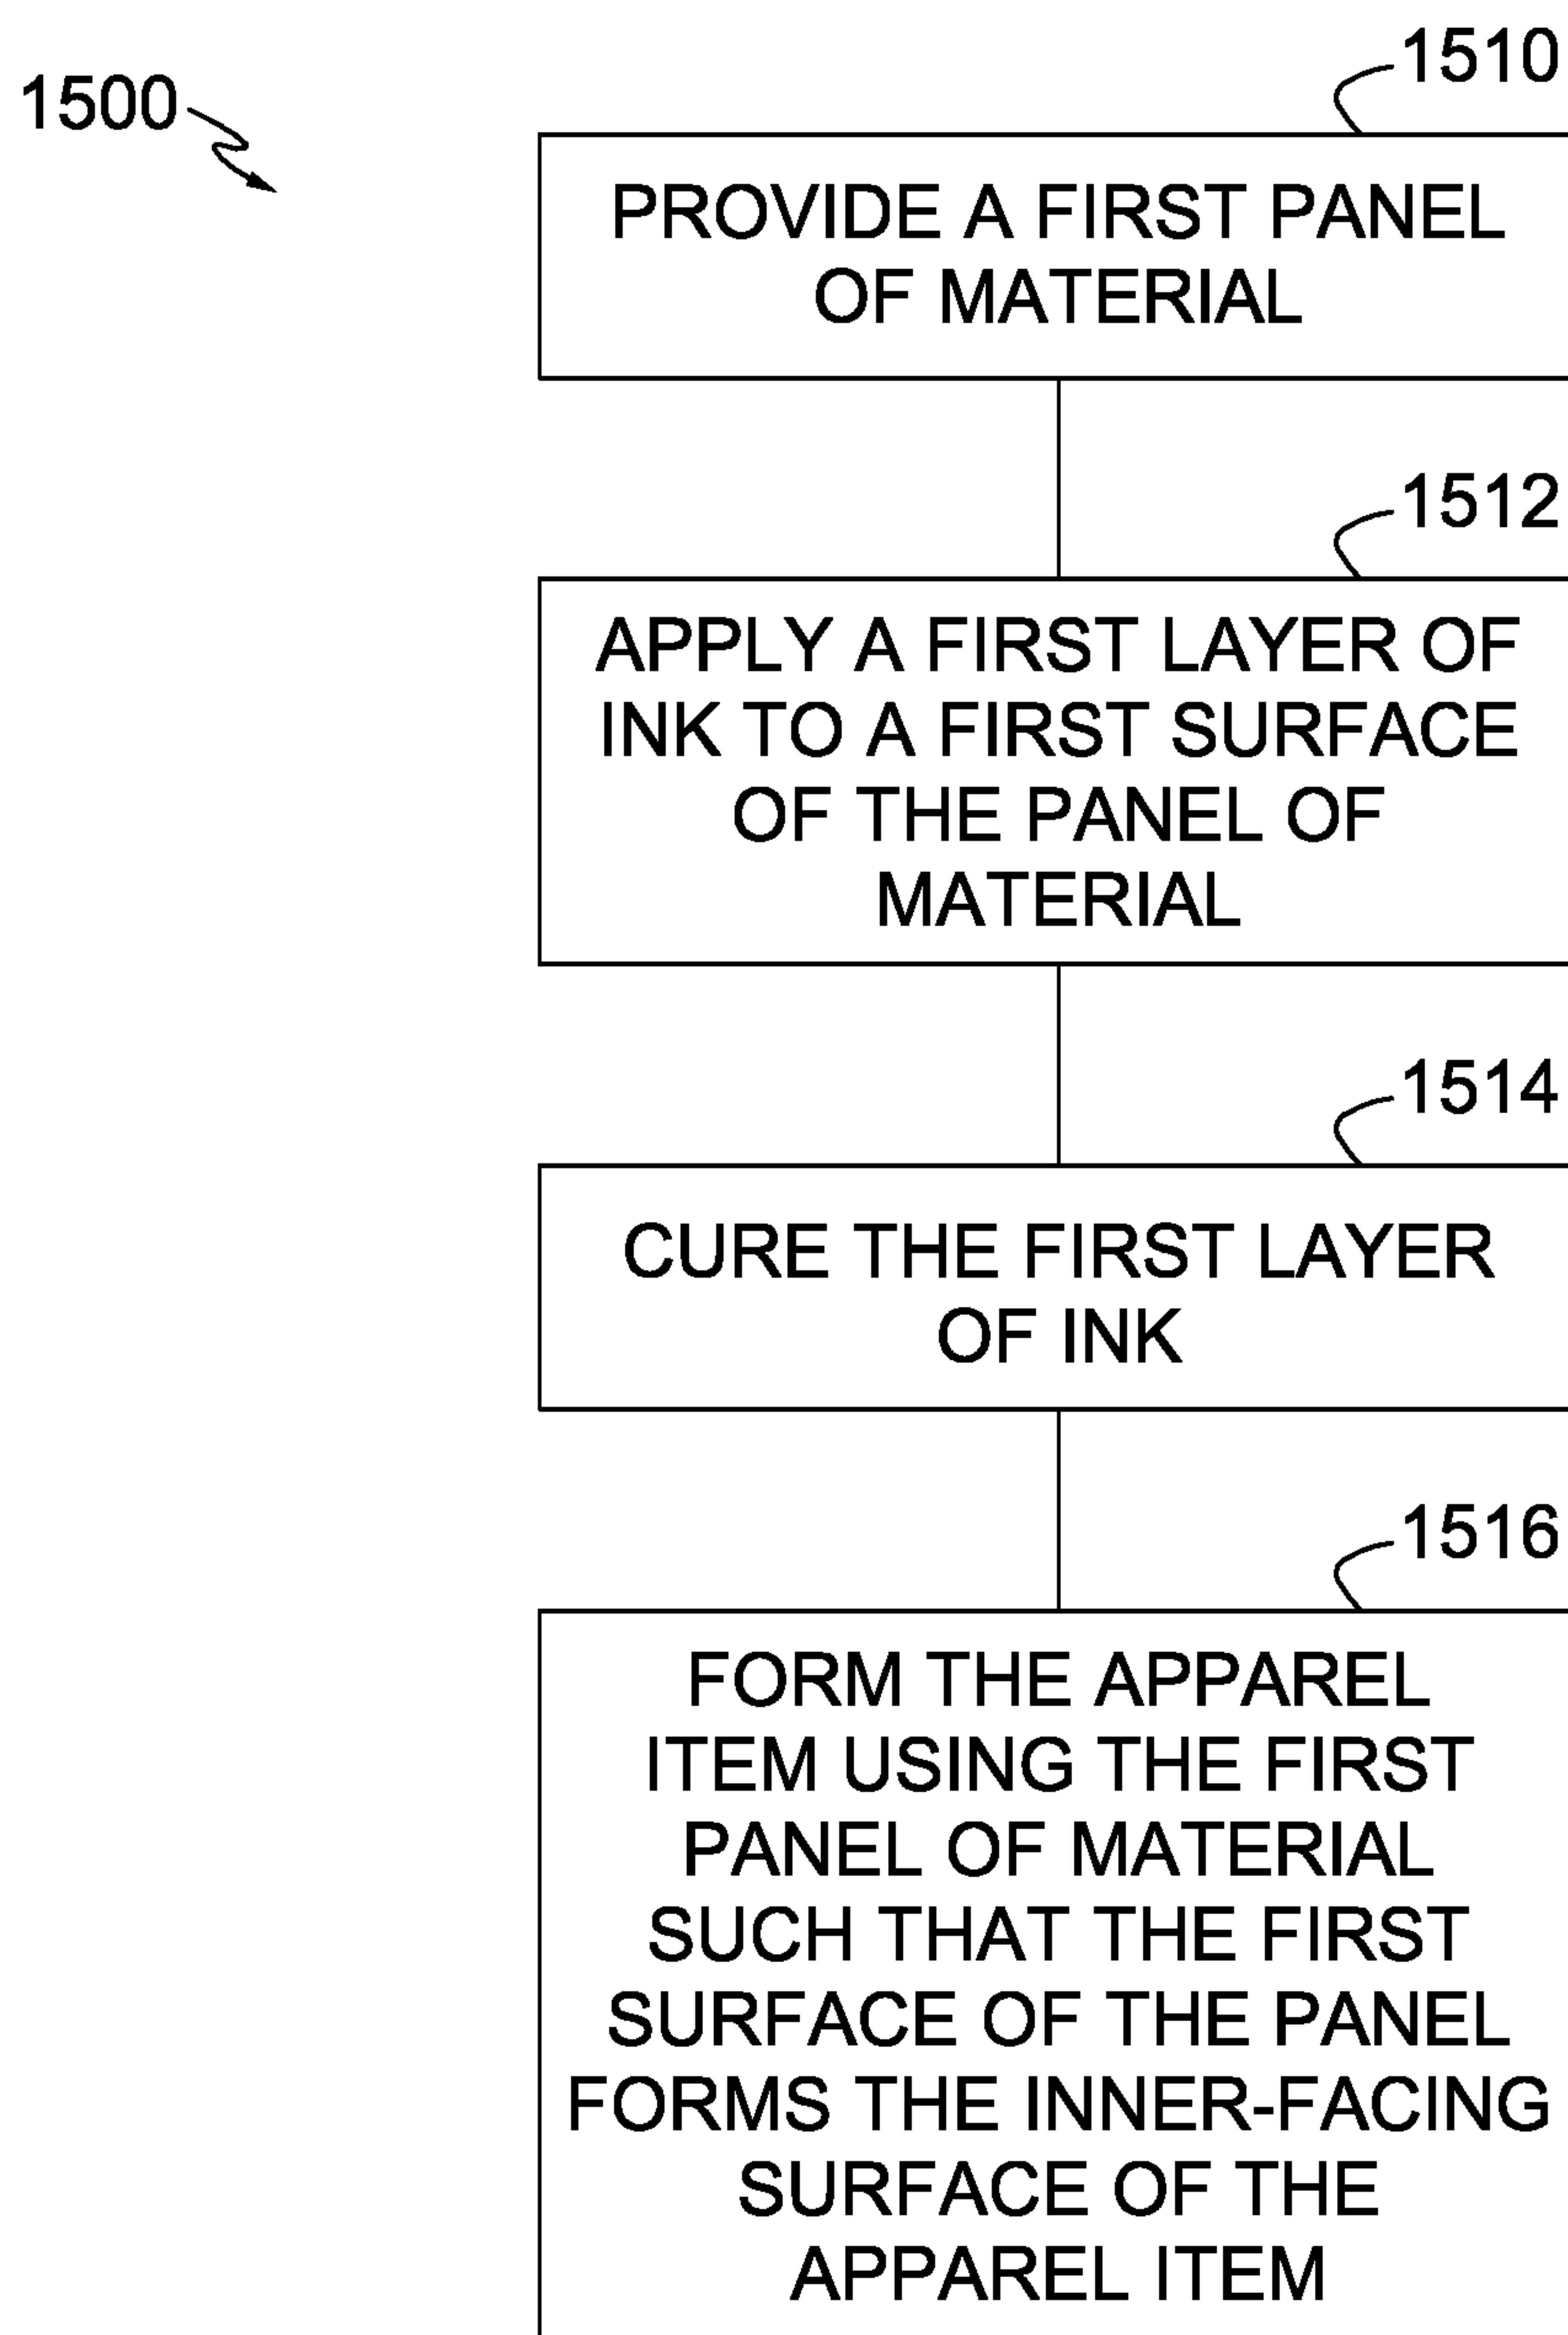 1500
1510
PROVIDE A FIRST PANEL
OF MATERIAL
1512
APPLY A FIRST LAYER OF
INK TO A FIRST SURFACE
OF THE PANEL OF
MATERIAL
1514
CURE THE FIRST LAYER
OF INK
1516
FORM THE APPAREL
ITEM USING THE FIRST
PANEL OF MATERIAL
SUCH THAT THE FIRST
SURFACE OF THE PANEL
FORMS THE INNER-FACING
SURFACE OF THE
APPAREL ITEM